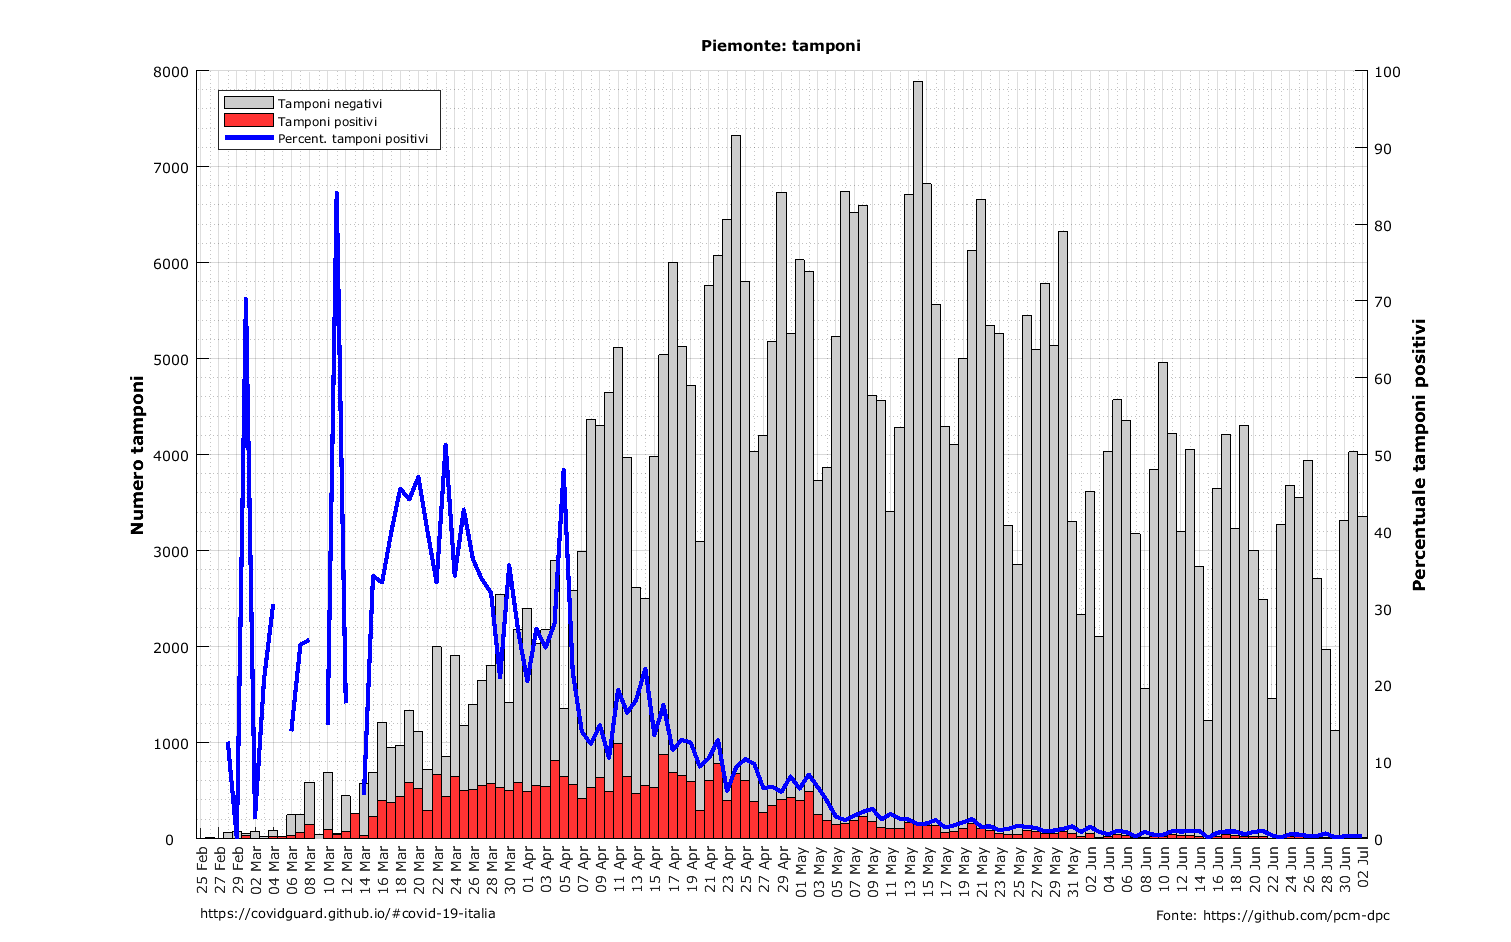 Piemonte: tamponi
Tamponi negativi
Tamponi positivi
Percent. tamponi positivi
Numero tamponi
8000
7000
6000
5000
4000
3000
2000
1000
0
100
90
80
70
60
50
40
30
20
10
0
Percentuale tamponi positivi
25 Feb
27 Feb
29 Feb
02 Mar
04 Mar
06 Mar
08 Mar
10 Mar
12 Mar
14 Mar
16 Mar
18 Mar
20 Mar
22 Mar
24 Mar
26 Mar
28 Mar
30 Mar
01 Apr
03 Apr
05 Apr
07 Apr
09 Apr
11 Apr
13 Apr
15 Apr
17 Apr
19 Apr
21 Apr
23 Apr
25 Apr
27 Apr
29 Apr
01 May
03 May
05 May
07 May
09 May
11 May
13 May
15 May
17 May
19 May
21 May
23 May
25 May
27 May
29 May
31 May
02 Jun
04 Jun
06 Jun
08 Jun
10 Jun
12 Jun
14 Jun
16 Jun
18 Jun
20 Jun
22 Jun
24 Jun
26 Jun
28 Jun
30 Jun
02 Jul
https://covidguard.github.io/#covid-19-italia
Fonte: https://github.com/pcm-dpc